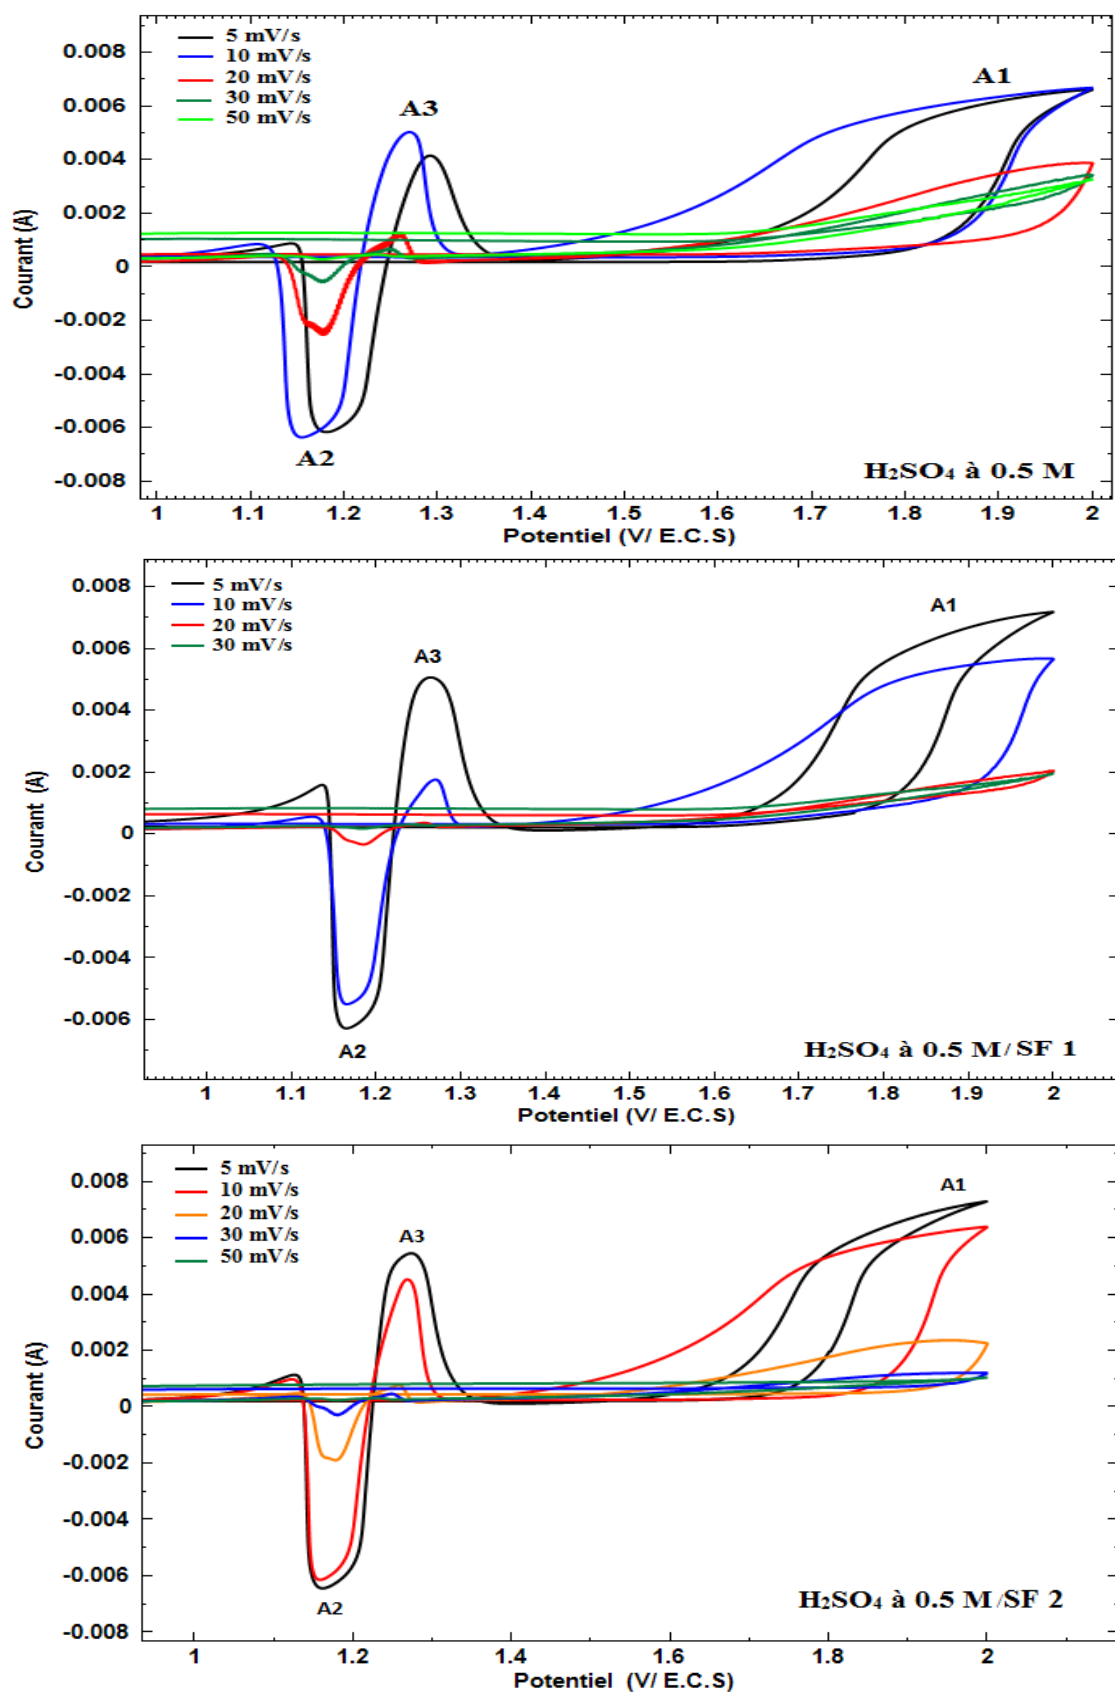 5 mV/s
10 mV/s
20 mV/s
30 mV/s
50 mV/s
A1
A3
A2
H₂SO₄ à 0.5 M
0.008
0.006
0.004
0.002
0
-0.002
-0.004
-0.006
-0.008
Courant (A)
1 1.1 1.2 1.3 1.4 1.5 1.6 1.7 1.8 1.9 2
Potentiel (V/ E.C.S)
5 mV/s
10 mV/s
20 mV/s
30 mV/s
A1
A3
A2
H₂SO₄ à 0.5 M/SF 1
0.008
0.006
0.004
0.002
0
-0.002
-0.004
-0.006
Courant (A)
1 1.1 1.2 1.3 1.4 1.5 1.6 1.7 1.8 1.9 2
Potentiel (V/ E.C.S)
5 mV/s
10 mV/s
20 mV/s
30 mV/s
50 mV/s
A1
A3
A2
H₂SO₄ à 0.5 M/SF 2
0.008
0.006
0.004
0.002
0
-0.002
-0.004
-0.006
-0.008
Courant (A)
1 1.2 1.4 1.6 1.8 2
Potentiel (V/ E.C.S)